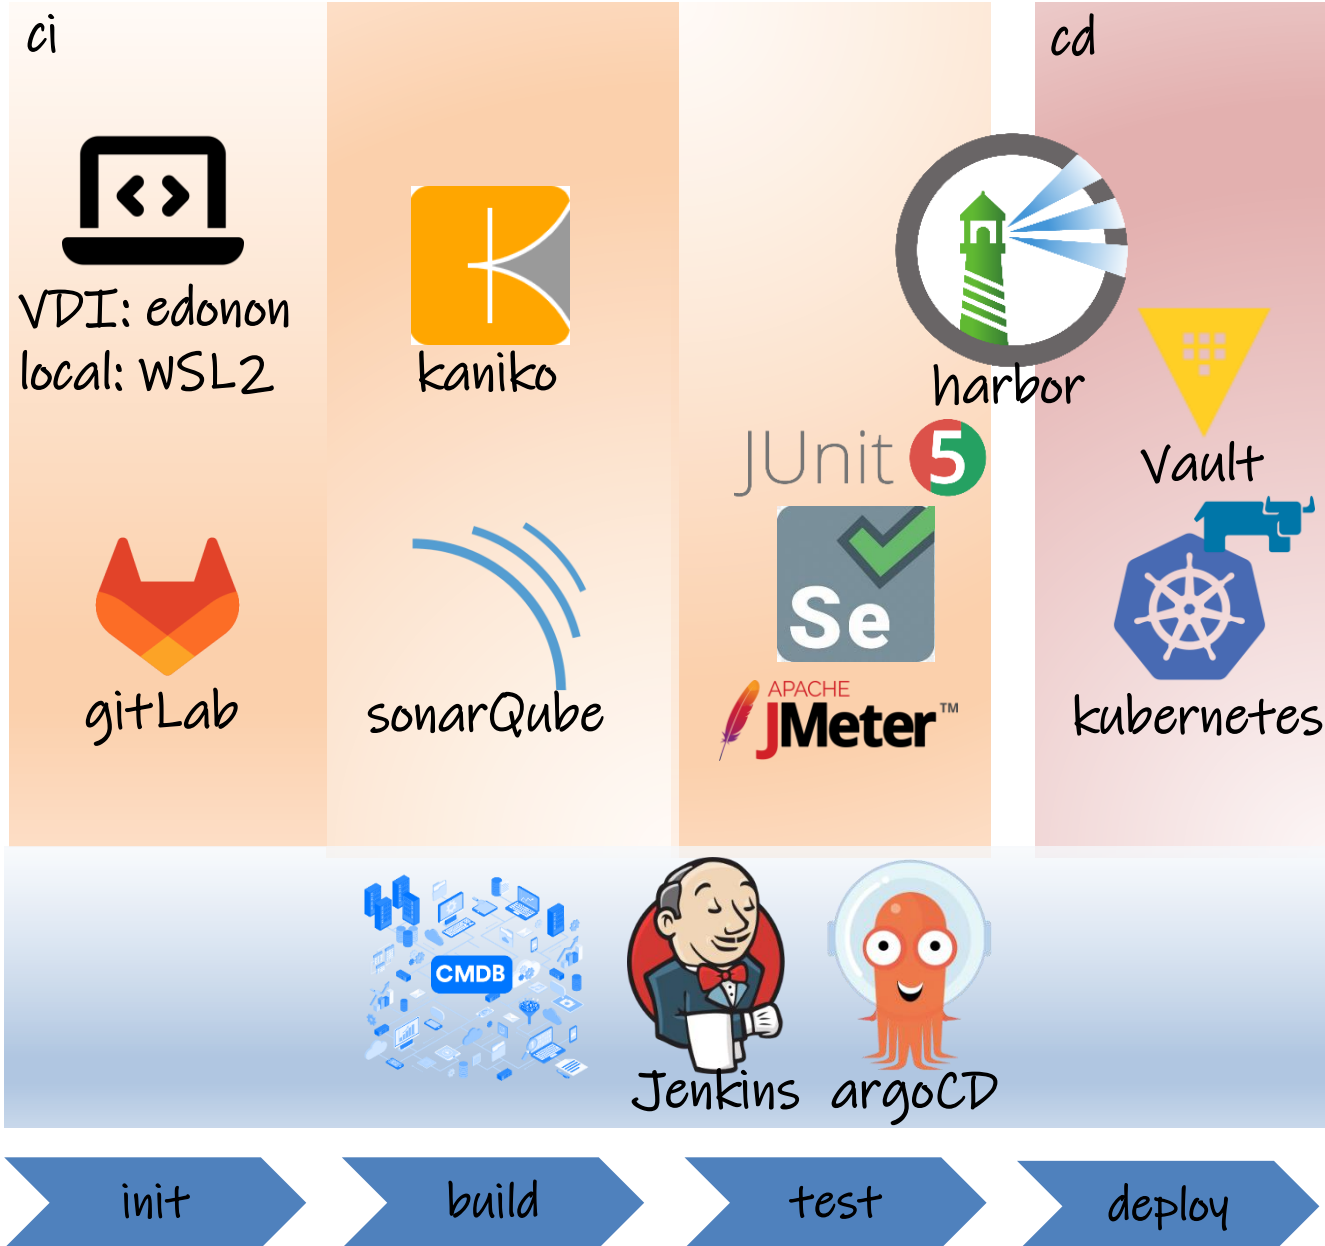 ci
cd
VDI: edonon
local: WSL2
kaniko
harbor
JUnit 5
Vault
Se
gitLab
sonarQube
APACHE
JMeter™
kubernetes
CMDB
Jenkins
argoCD
init
build
test
deploy